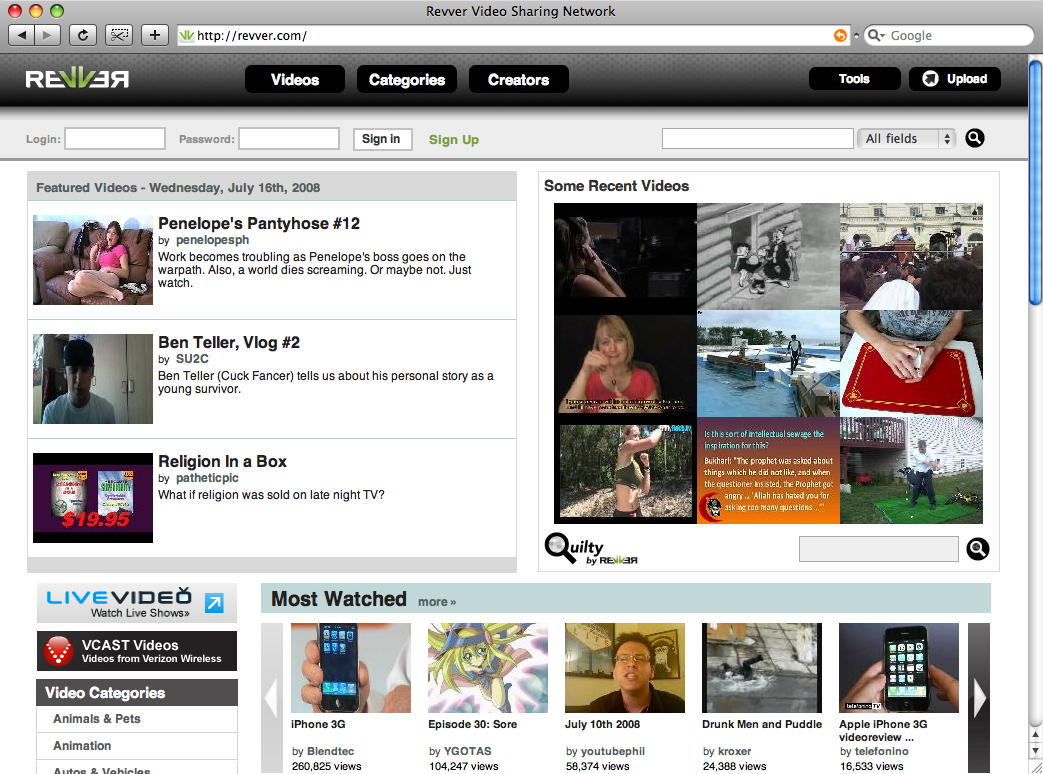 Revver Video Sharing Network
http://revver.com/
Google
REVVER
Videos
Categories
Creators
Tools
Upload
Login:
Password:
Sign in
Sign Up
All fields
Featured Videos - Wednesday, July 16th, 2008
Penelope's Pantyhose #12
by penelopesph
Work becomes troubling as Penelope's boss goes on the
warpath. Also, a world dies screaming. Or maybe not. Just
watch.
Ben Teller, Vlog #2
by SU2C
Ben Teller (Cuck Fancer) tells us about his personal story as a
young survivor.
$19.95
Religion In a Box
by patheticpic
What if religion was sold on late night TV?
Some Recent Videos
Is this sort of intellectual sewage the
inspiration for this?
Bukhari: "The prophet was asked about
things which he did not like, and when
the questioner insisted, the Prophet got
angry ... 'Allah has hated you for
asking too many questions ...'"
Quilty
by REVVER
LIVEVIDEO
Watch Live Shows»
VCAST Videos
Videos from Verizon Wireless
Video Categories
Animals & Pets
Animation
Autos & Vehicles
Most Watched more »
iPhone 3G
by Blendtec
260,825 views
Episode 30: Sore
by YGOTAS
104,247 views
July 10th 2008
by youtubephil
58,374 views
Drunk Men and Puddle
by kroxer
24,388 views
telefonino TV
Apple iPhone 3G
videoreview ...
by telefonino
16,533 views